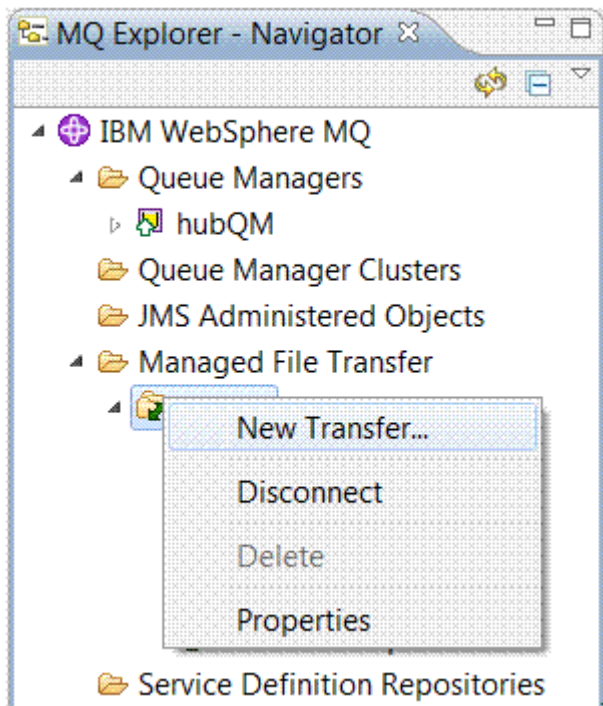 MQ Explorer - Navigator
IBM WebSphere MQ
Queue Managers
hubQM
Queue Manager Clusters
JMS Administered Objects
Managed File Transfer
New Transfer...
Disconnect
Delete
Properties
Service Definition Repositories